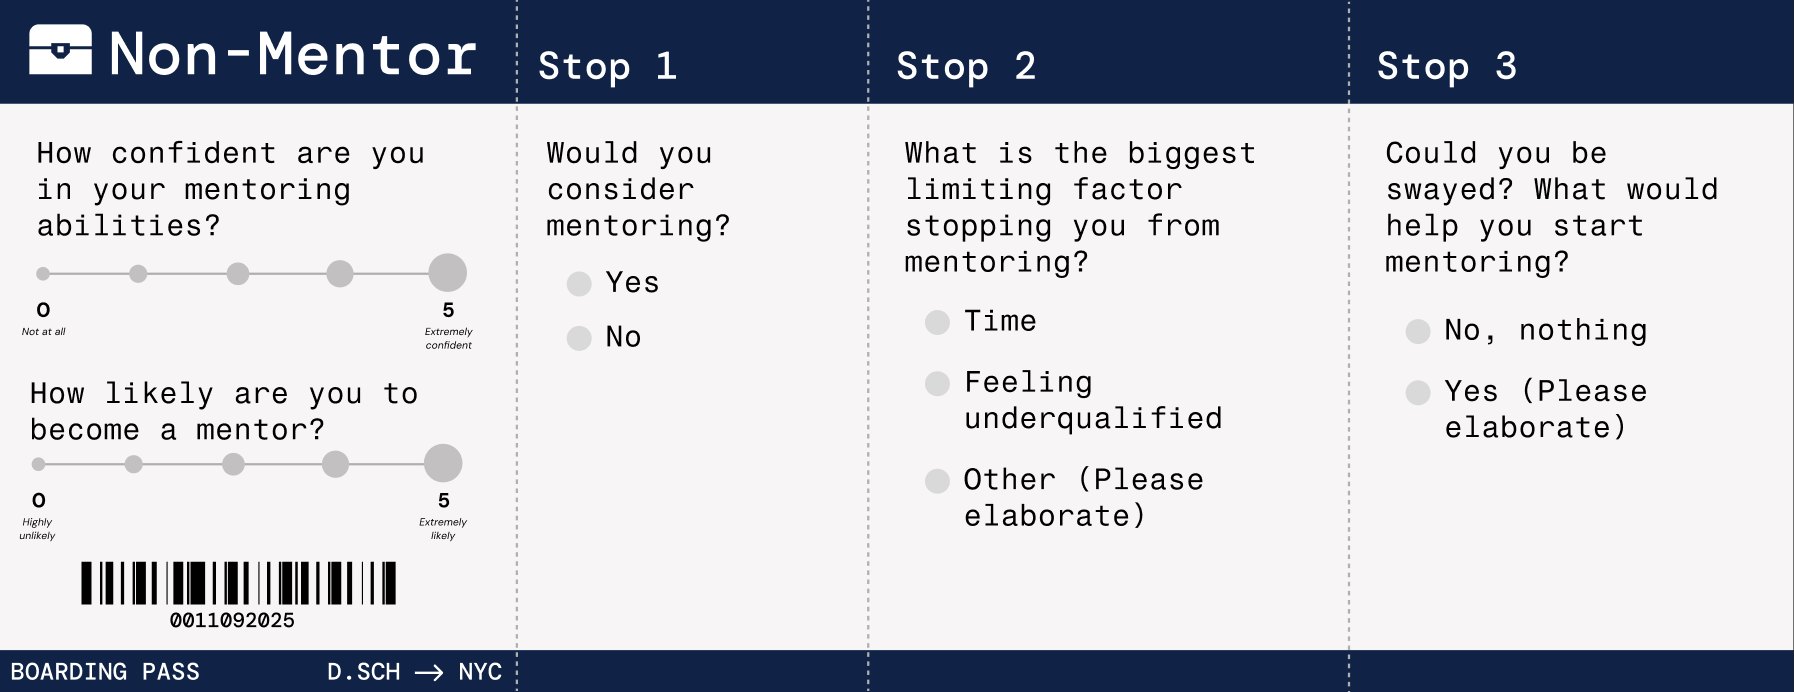 Non-Mentor
How confident are you
in your mentoring
abilities?
0
5
Not at all
Extremely
confident
How likely are you to
become a mentor?
0
5
Highly
unlikely
Extremely
likely
0011092025
BOARDING PASS
D.SCH → NYC
Stop 1
Would you
consider
mentoring?
Yes
No
Stop 2
What is the biggest
limiting factor
stopping you from
mentoring?
Time
Feeling
underqualified
Other (Please
elaborate)
Stop 3
Could you be
swayed? What would
help you start
mentoring?
No, nothing
Yes (Please
elaborate)